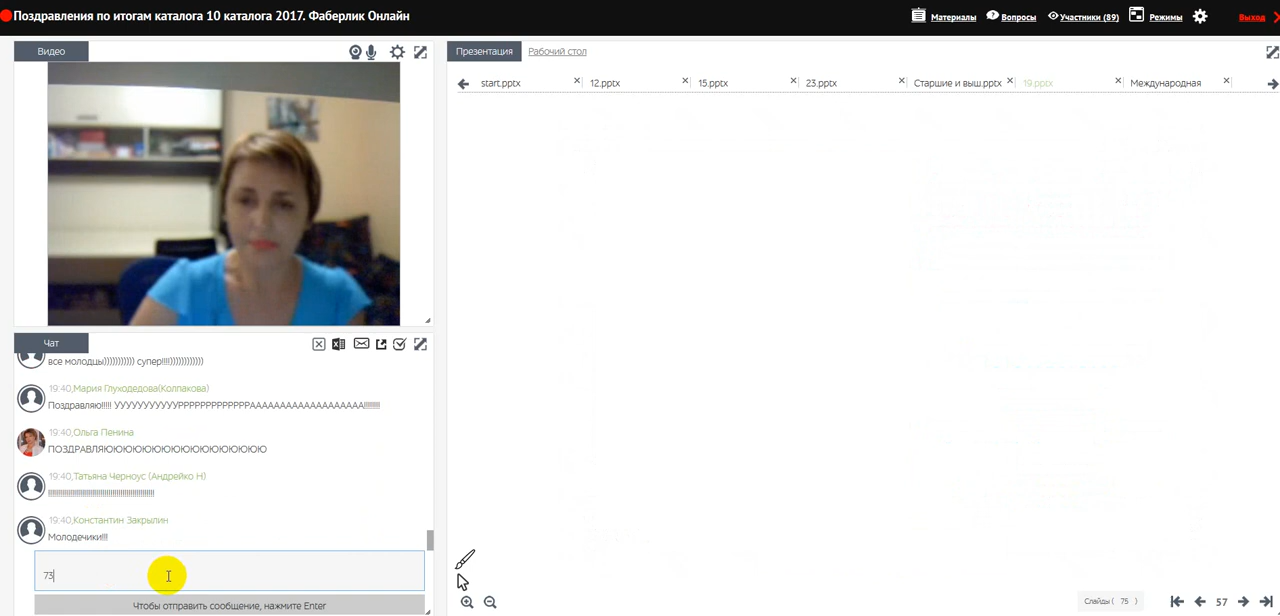 Поздравления по итогам каталога 10 каталога 2017. Фаберлик Онлайн
Материалы
Вопросы
Участники (89)
Режимы
Выход
Видео
Презентация
Рабочий стол
start.pptx
12.pptx
15.pptx
23.pptx
Старшие и выш.pptx
19.pptx
Международная
Чат
все молодцы))))))))))) супер!!!!))))))))))))
19:40,Мария Глуходедова(Колпакова)
Поздравляю!!!!! УУУУУУУУУУУРРРРРРРРРРРРРААААААААААААААААААА!!!!!!!!
19:40,Ольга Пенина
ПОЗДРАВЛЯЮЮЮЮЮЮЮЮЮЮЮЮЮЮЮЮЮ
19:40,Татьяна Черноус (Андрейко Н)
!!!!!!!!!!!!!!!!!!!!!!!!!!!!!!!!!!!!!!!!!!!!!!!!!!!
19:40,Константин Закрылин
Молодечики!!!
73
Чтобы отправить сообщение, нажмите Enter
Слайды ( 75 )
57